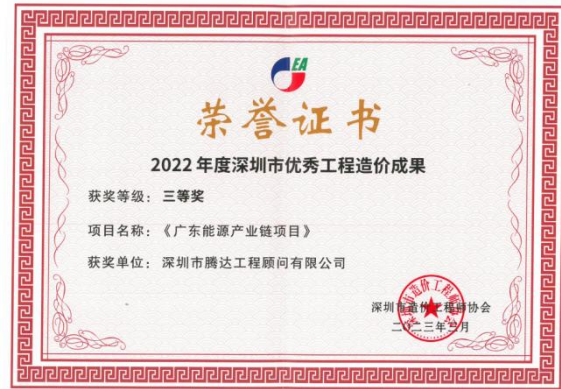 EA
荣誉证书
2022年度深圳市优秀工程造价成果
获奖等级：三等奖
项目名称：《广东能源产业链项目》
获奖单位：深圳市腾达工程顾问有限公司
深圳市造价工程师协会
二〇二三年 月